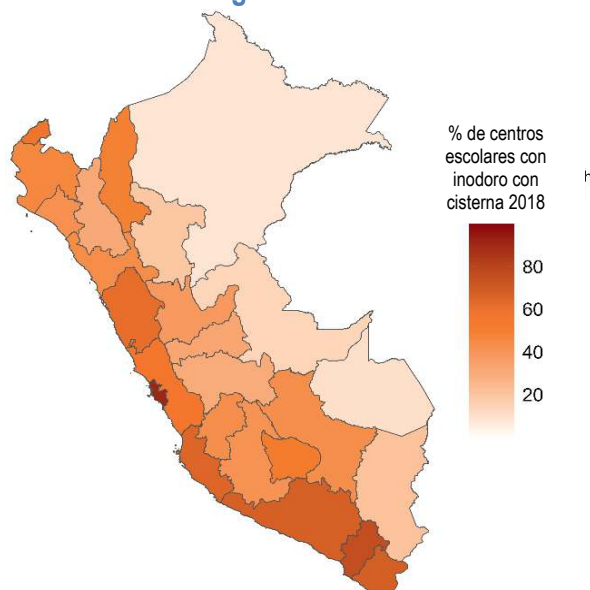 % de centros
escolares con
inodoro con
cisterna 2018
80
60
40
20